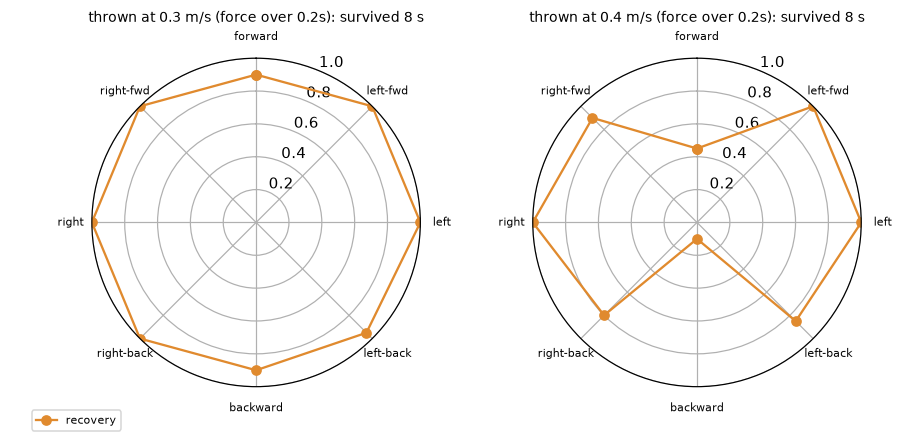 thrown at 0.3 m/s (force over 0.2s): survived 8 s
forward
1.0
right-fwd
left-fwd
0.8
0.6
0.4
0.2
right
left
right-back
left-back
backward
recovery
thrown at 0.4 m/s (force over 0.2s): survived 8 s
forward
1.0
right-fwd
left-fwd
0.8
0.6
0.4
0.2
right
left
right-back
left-back
backward